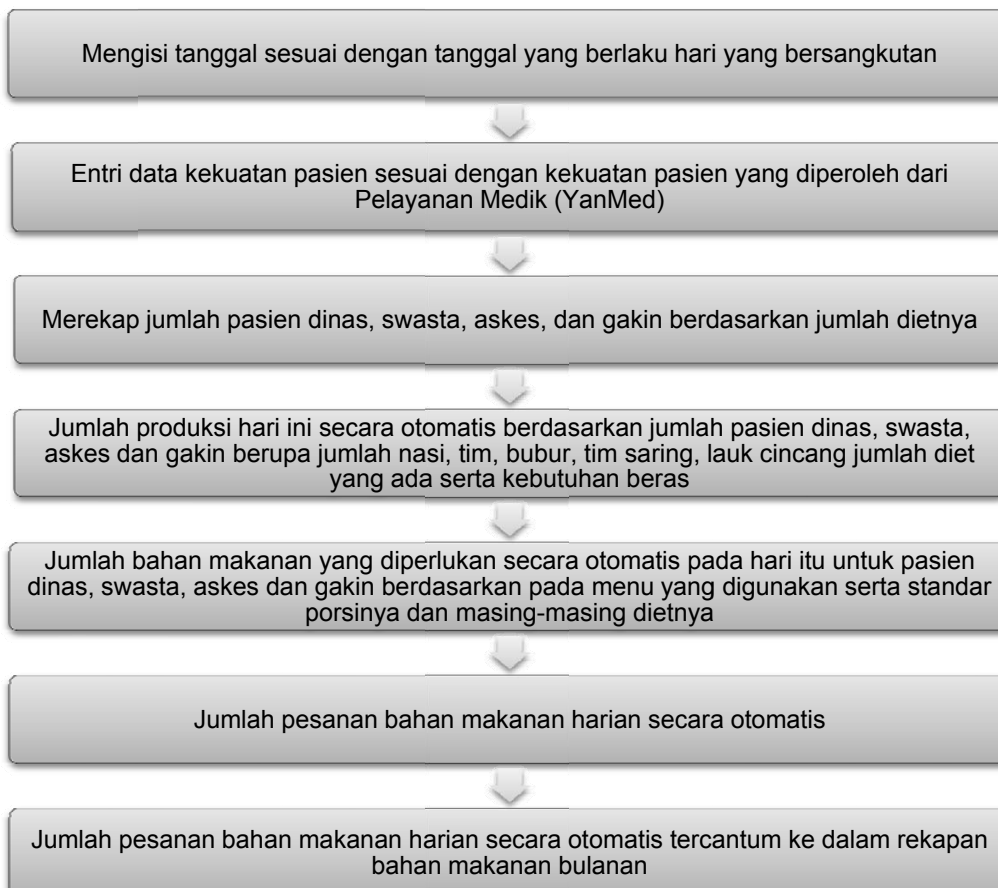 Mengisi tanggal sesuai dengan tanggal yang berlaku hari yang bersangkutan
Entri data kekuatan pasien sesuai dengan kekuatan pasien yang diperoleh dari
Pelayanan Medik (YanMed)
Merekap jumlah pasien dinas, swasta, askes, dan gakin berdasarkan jumlah dietnya
Jumlah produksi hari ini secara otomatis berdasarkan jumlah pasien dinas, swasta,
askes dan gakin berupa jumlah nasi, tim, bubur, tim saring, lauk cincang jumlah diet
yang ada serta kebutuhan beras
Jumlah bahan makanan yang diperlukan secara otomatis pada hari itu untuk pasien
dinas, swasta, askes dan gakin berdasarkan pada menu yang digunakan serta standar
porsinya dan masing-masing dietnya
Jumlah pesanan bahan makanan harian secara otomatis
Jumlah pesanan bahan makanan harian secara otomatis tercantum ke dalam rekapan
bahan makanan bulanan